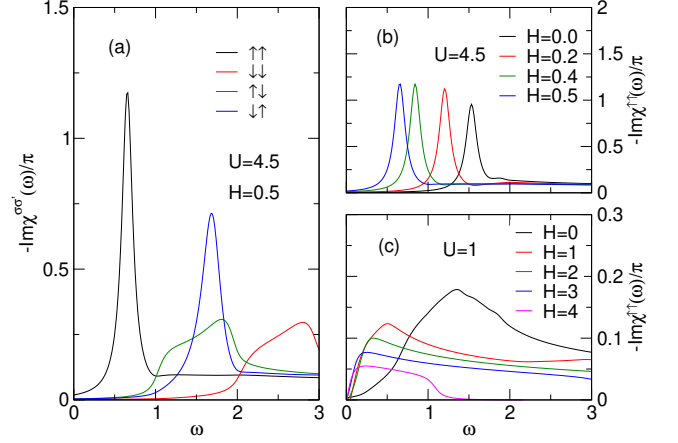 (a)
↑↑
↓↓
↑↓
↓↑
U=4.5
H=0.5
-Imχ^σσ'(ω)/π
0
0.5
1
1.5
0
1
2
3
ω
(b)
U=4.5
H=0.0
H=0.2
H=0.4
H=0.5
-Imχ^↑↑(ω)/π
0
0.5
1
1.5
2
(c)
U=1
H=0
H=1
H=2
H=3
H=4
-Imχ^↑↑(ω)/π
0
0.1
0.2
0.3
0
1
2
3
ω